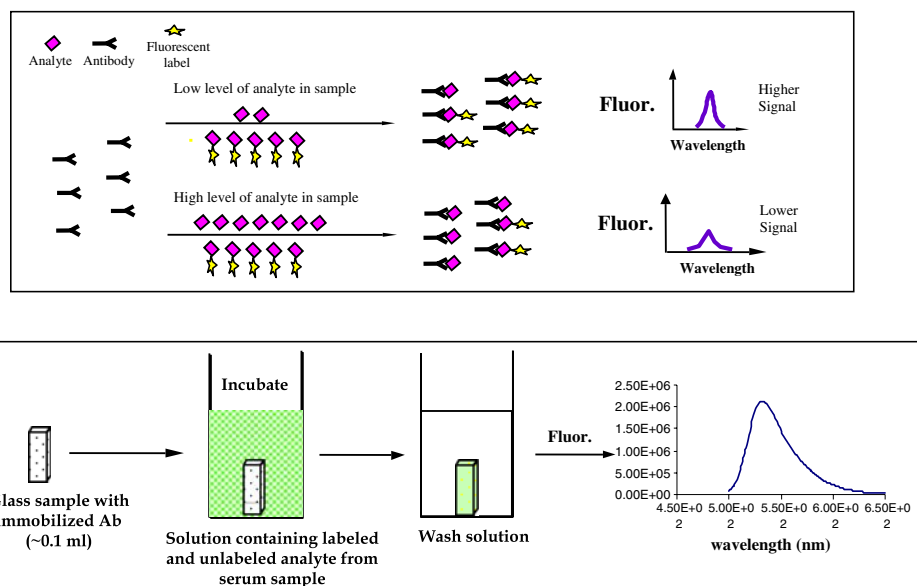 Analyte Antibody Fluorescent
label
Low level of analyte in sample
Fluor.
Higher
Signal
Wavelength
High level of analyte in sample
Fluor.
Lower
Signal
Wavelength
Incubate
Fluor.
2.50E+06
2.00E+06
1.50E+06
1.00E+06
5.00E+05
0.00E+00
4.50E+0 5.00E+0 5.50E+0 6.00E+0 6.50E+0
2 2 2 2 2
wavelength (nm)
Glass sample with
immobilized Ab
(~0.1 ml)
Solution containing labeled
and unlabeled analyte from
serum sample
Wash solution